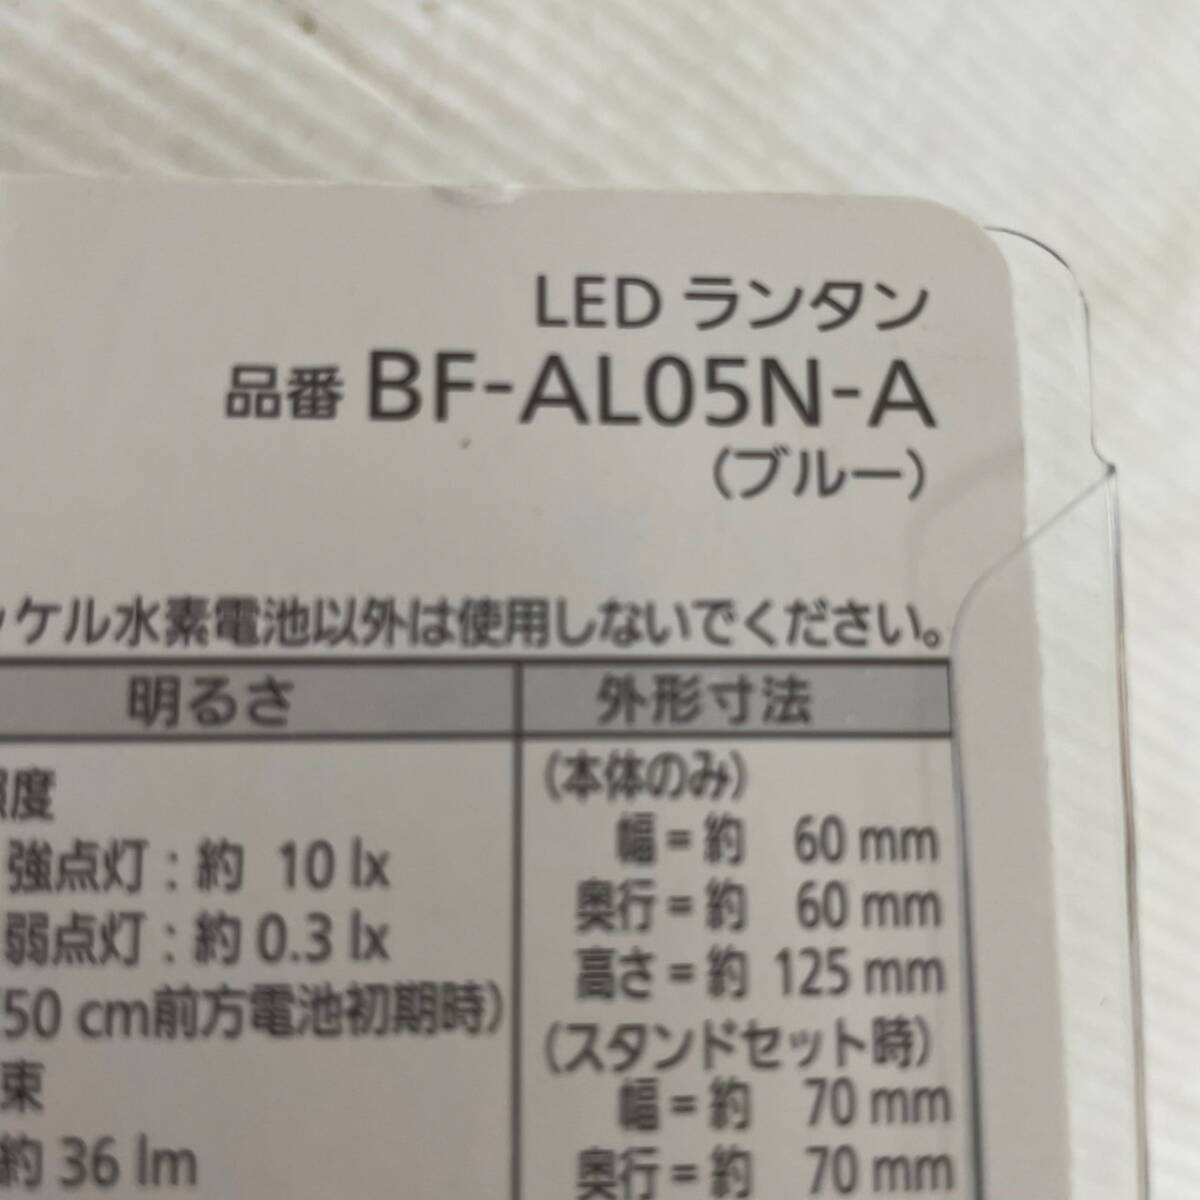 LED ランタン
品番 BF-AL05N-A
(ブルー)
ッケル水素電池以外は使用しないでください。
明るさ 外形寸法
照度
強点灯：約 10 lx
弱点灯：約 0.3 lx
(50 cm前方電池初期時)
束
約 36 lm
(本体のみ)
幅＝約 60 mm
奥行＝約 60 mm
高さ＝約 125 mm
(スタンドセット時)
幅＝約 70 mm
奥行＝約 70 mm